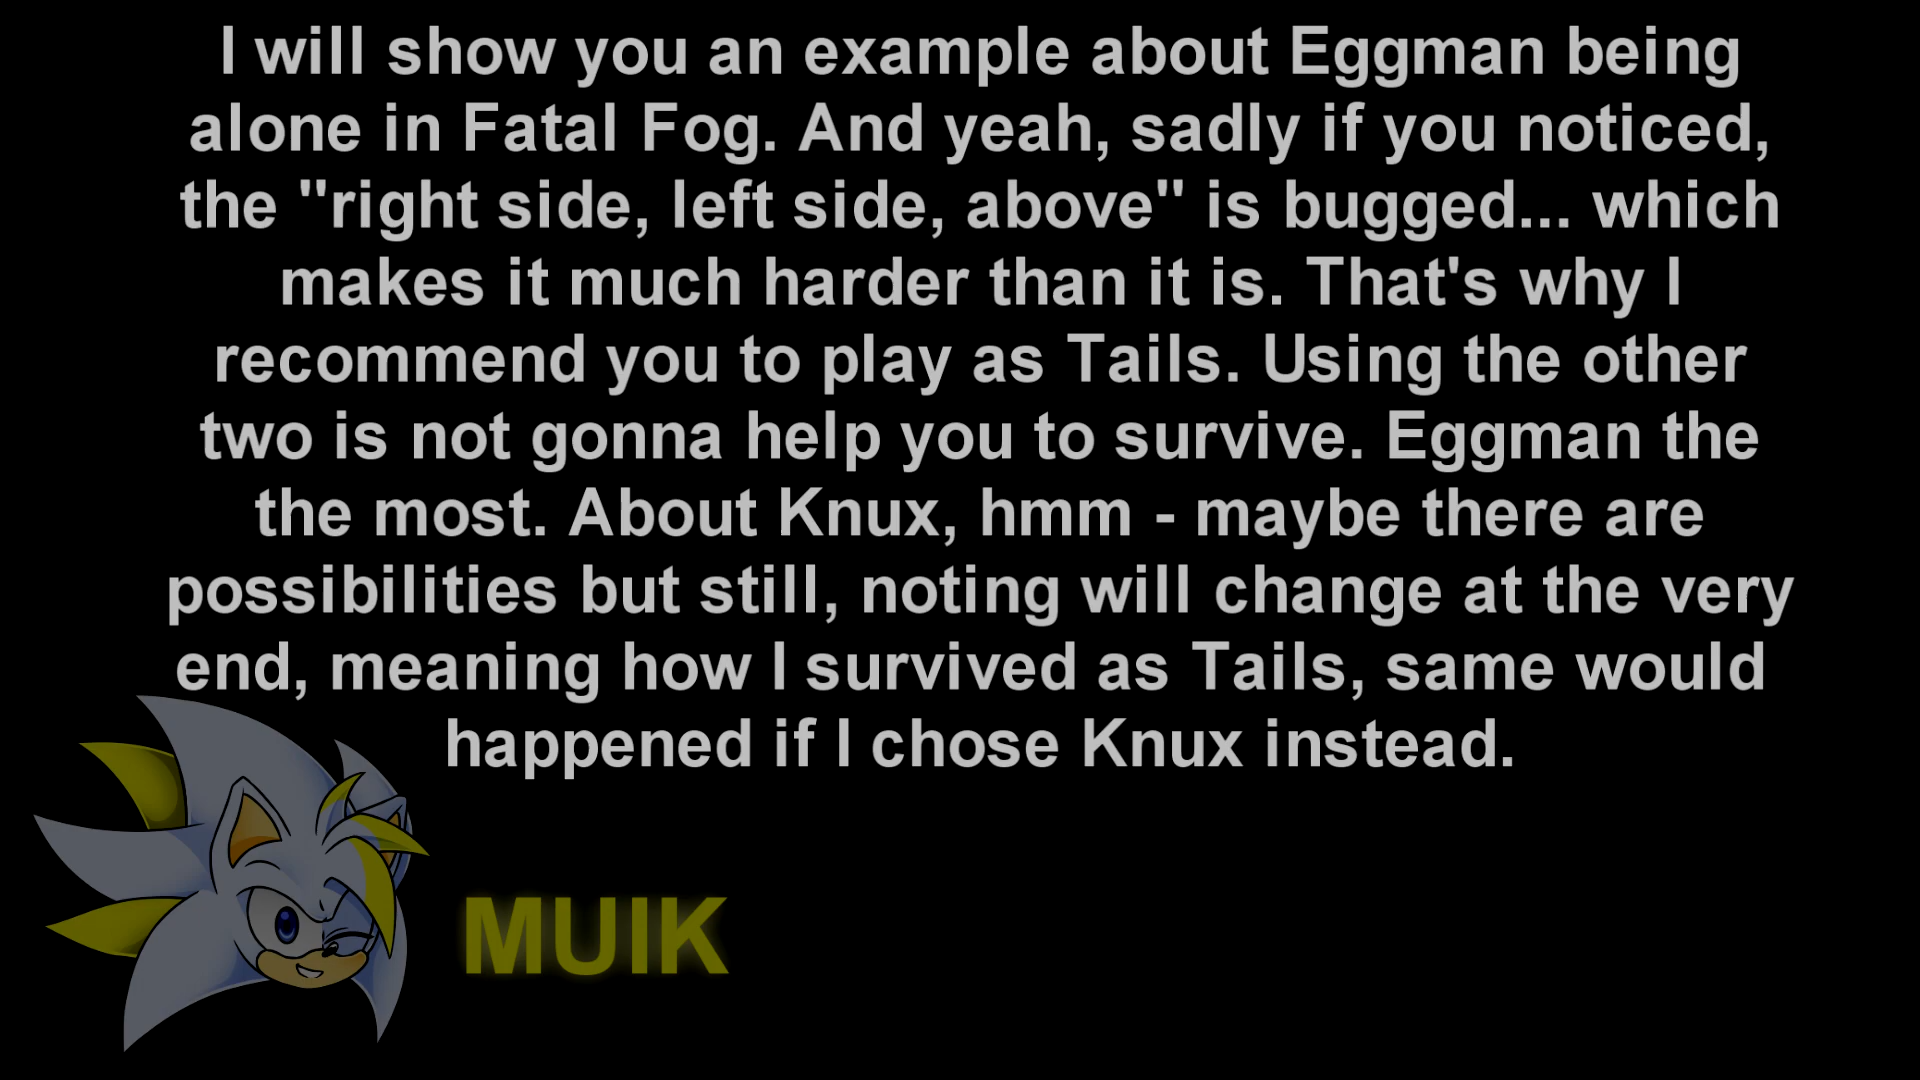 I will show you an example about Eggman being
alone in Fatal Fog. And yeah, sadly if you noticed,
the "right side, left side, above" is bugged... which
makes it much harder than it is. That's why I
recommend you to play as Tails. Using the other
two is not gonna help you to survive. Eggman the
the most. About Knux, hmm - maybe there are
possibilities but still, noting will change at the very
end, meaning how I survived as Tails, same would
happened if I chose Knux instead.
MUIK